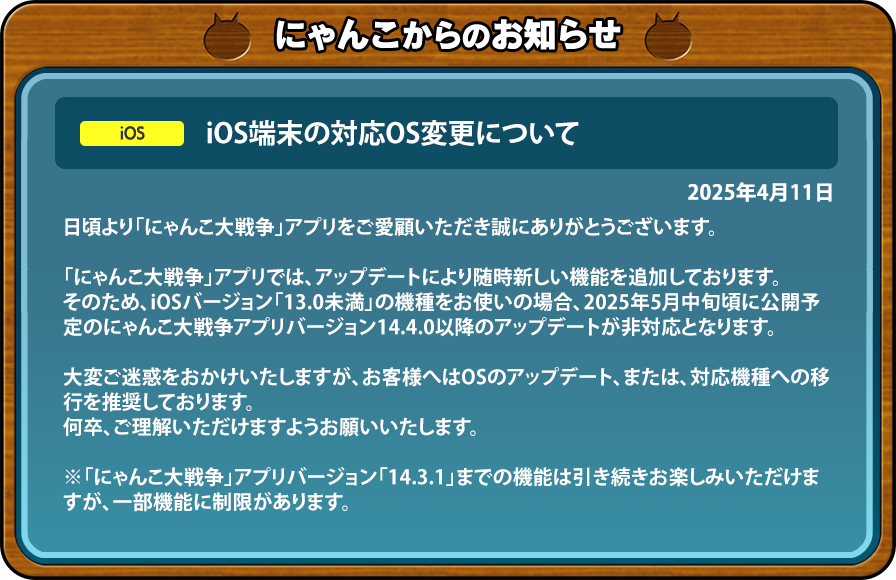 にゃんこからのお知らせ
iOS
iOS端末の対応OS変更について
2025年4月11日
日頃より「にゃんこ大戦争」アプリをご愛顧いただき誠にありがとうございます。
「にゃんこ大戦争」アプリでは、アップデートにより随時新しい機能を追加しております。
そのため、iOSバージョン「13.0未満」の機種をお使いの場合、2025年5月中旬頃に公開予
定のにゃんこ大戦争アプリバージョン14.4.0以降のアップデートが非対応となります。
大変ご迷惑をおかけいたしますが、お客様へはOSのアップデート、または、対応機種への移
行を推奨しております。
何卒、ご理解いただけますようお願いいたします。
※「にゃんこ大戦争」アプリバージョン「14.3.1」までの機能は引き続きお楽しみいただけま
すが、一部機能に制限があります。